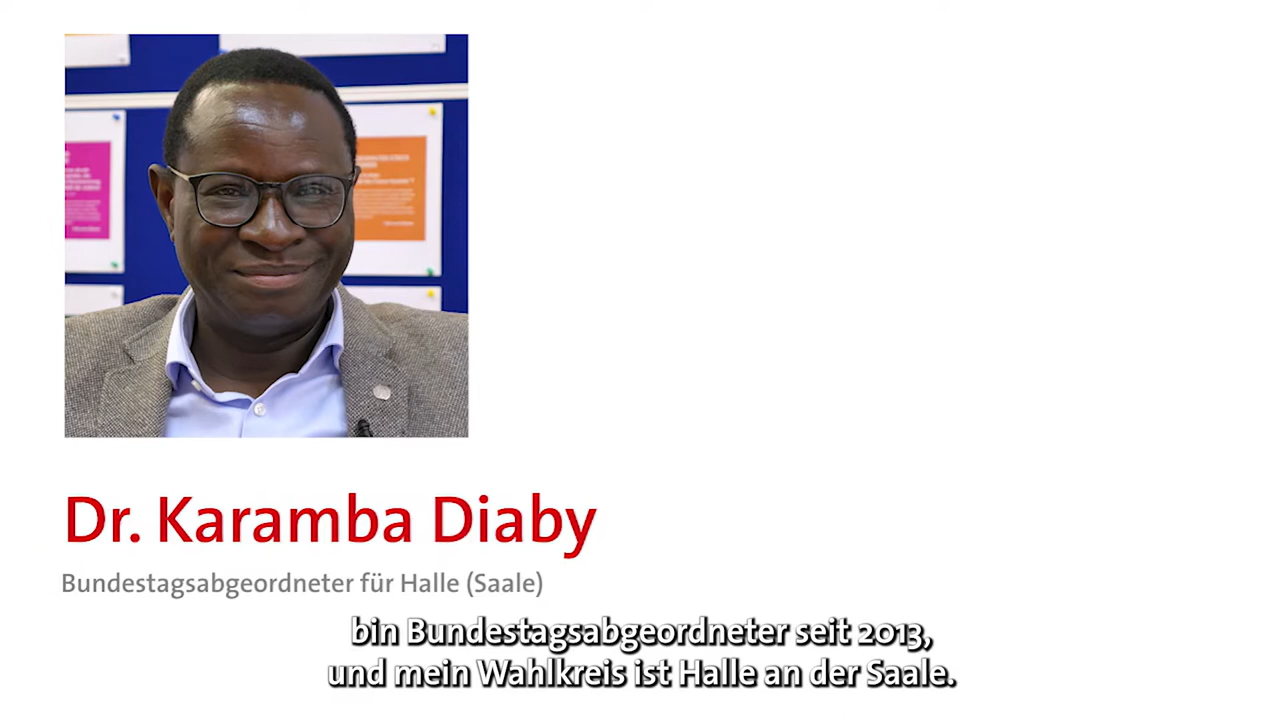 Dr. Karamba Diaby
Bundestagsabgeordneter für Halle (Saale)
bin Bundestagsabgeordneter seit 2013,
und mein Wahlkreis ist Halle an der Saale.